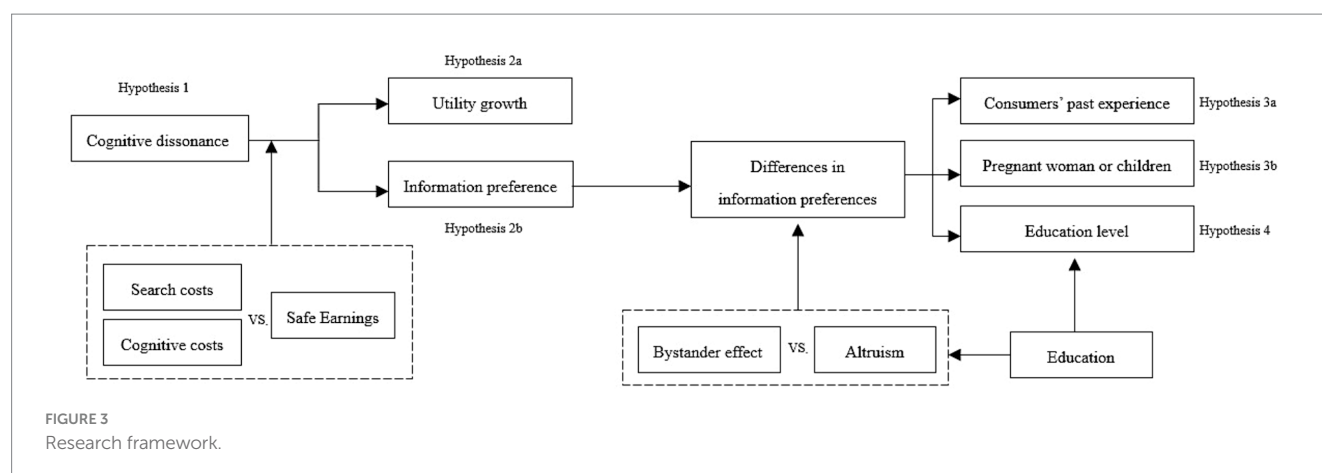 Hypothesis 1
Cognitive dissonance
Hypothesis 2a
Utility growth
Information preference
Hypothesis 2b
Search costs
Cognitive costs
VS.
Safe Earnings
Differences in
information preferences
Consumers' past experience
Hypothesis 3a
Pregnant woman or children
Hypothesis 3b
Education level
Hypothesis 4
Bystander effect
VS.
Altruism
Education
FIGURE 3
Research framework.